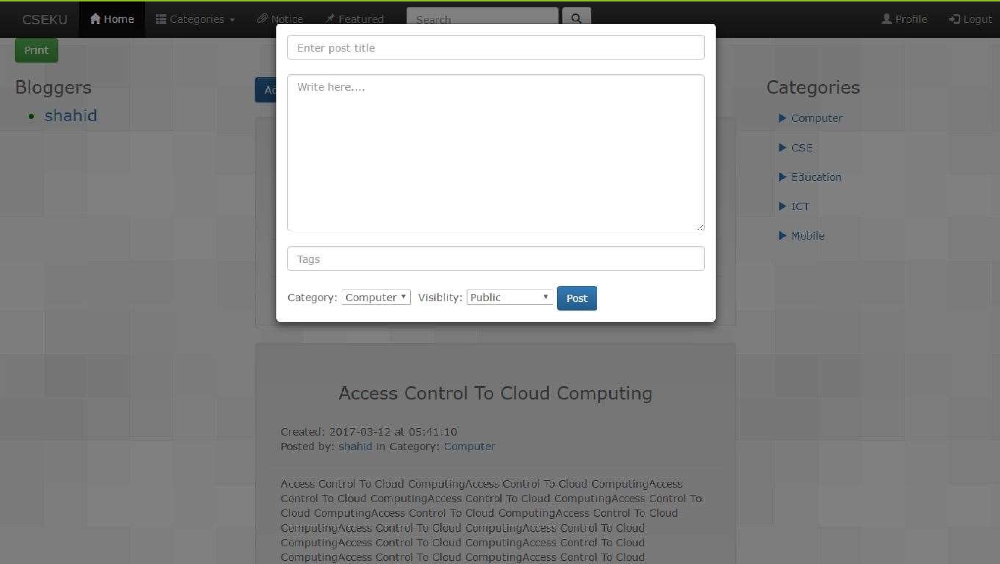 CSEKU Home Categories Notice Featured Search Profile Logut
Print
Bloggers
shahid
Enter post title
Write here....
Tags
Category: Computer Visiblity: Public Post
Categories
Computer
CSE
Education
ICT
Mobile
Access Control To Cloud Computing
Created: 2017-03-12 at 05:41:10
Posted by: shahid in Category: Computer
Access Control To Cloud ComputingAccess Control To Cloud ComputingAccess
Control To Cloud ComputingAccess Control To Cloud ComputingAccess Control To
Cloud ComputingAccess Control To Cloud ComputingAccess Control To Cloud
ComputingAccess Control To Cloud ComputingAccess Control To Cloud
ComputingAccess Control To Cloud ComputingAccess Control To Cloud
ComputingAccess Control To Cloud ComputingAccess Control To Cloud